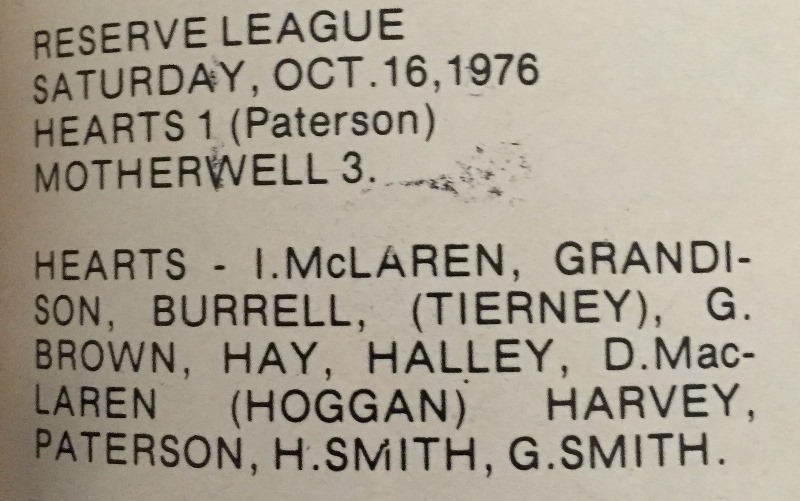 RESERVE LEAGUE
SATURDAY, OCT.16,1976
HEARTS 1 (Paterson)
MOTHERWELL 3.
HEARTS - I.McLAREN, GRANDI-
SON, BURRELL, (TIERNEY), G.
BROWN, HAY, HALLEY, D.Mac-
LAREN (HOGGAN) HARVEY,
PATERSON, H.SMITH, G.SMITH.